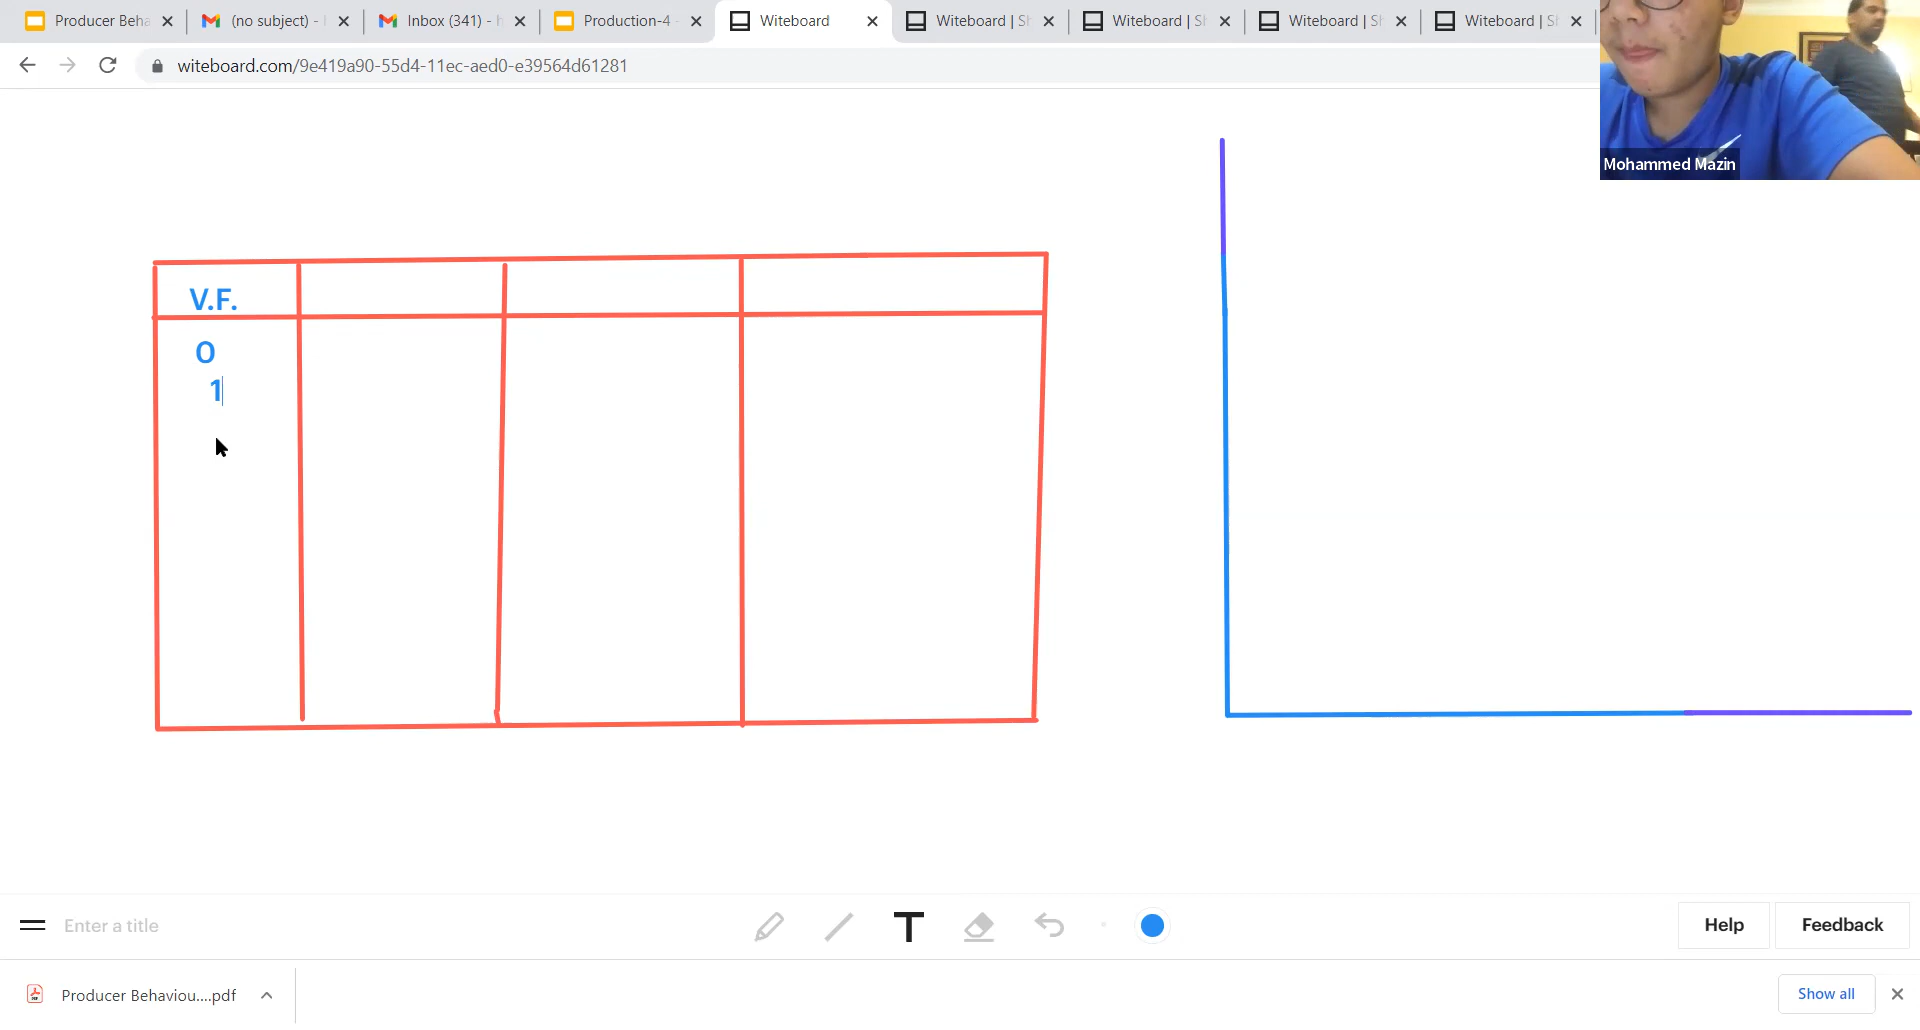 Producer Beha
(no subject) -
Inbox (341) -
Production-4 -
Witeboard
Witeboard | Sh
Witeboard | Sh
Witeboard | Sh
Witeboard | Sh
witeboard.com/9e419a90-55d4-11ec-aed0-e39564d61281
Mohammed Mazin
V.F.
0
1
Enter a title
T
Help
Feedback
Producer Behaviou....pdf
Show all